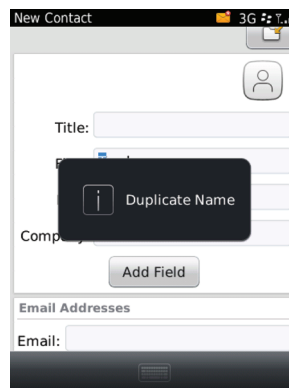 New Contact 3G
Title:
Duplicate Name
Company
Add Field
Email Addresses
Email: